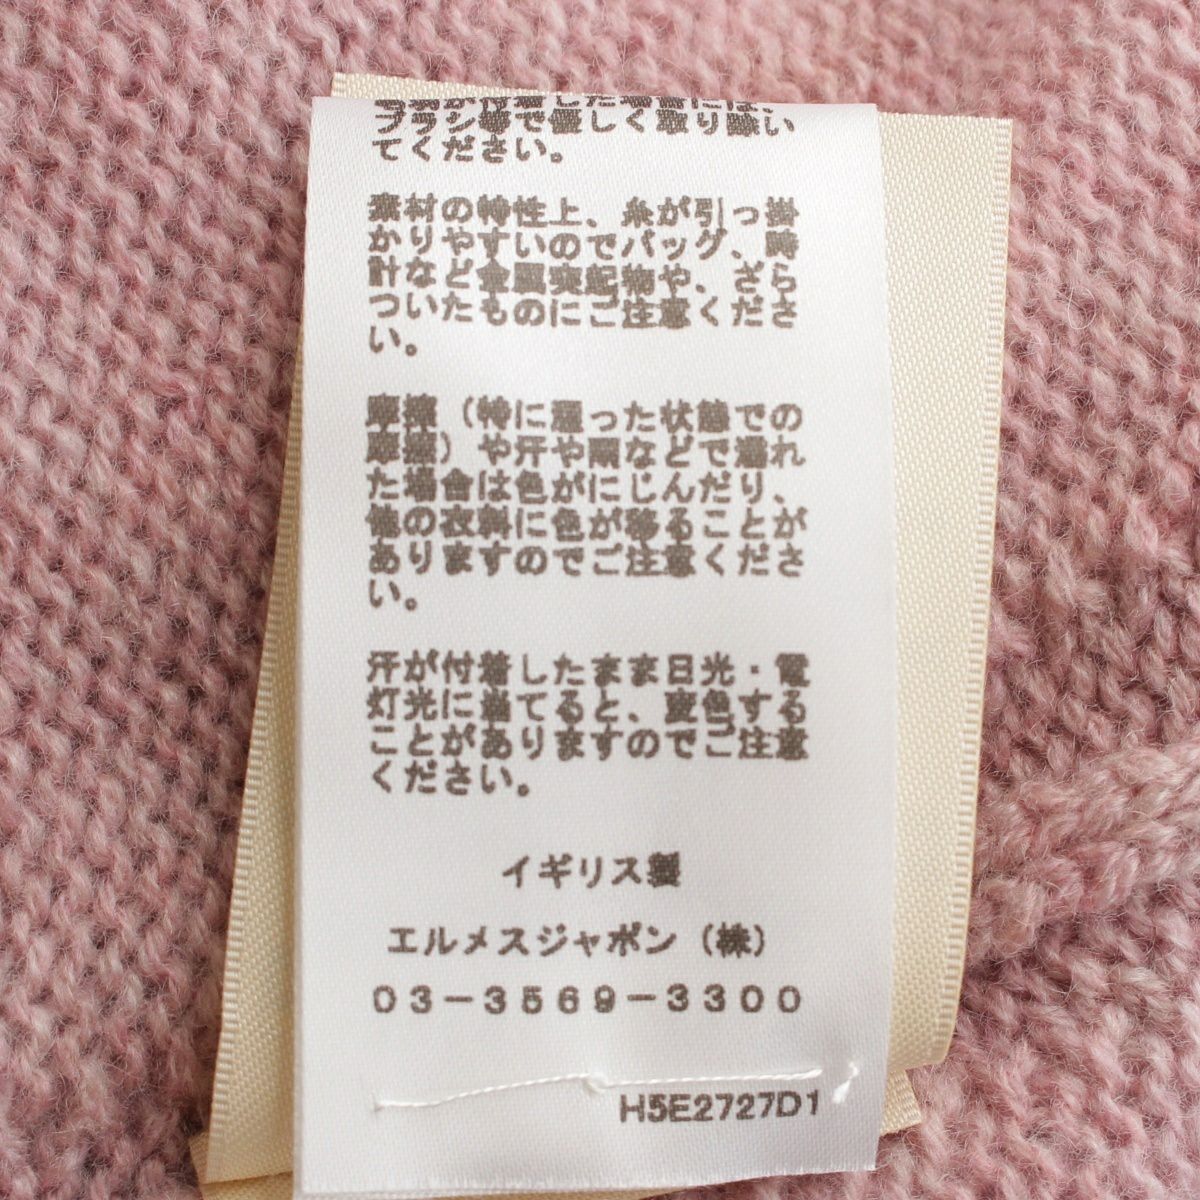 ブラシ等で優しく取り除い
てください。
素材の特性上、糸が引っ掛
かりやすいのでバッグ、時
計など金属突起物や、ざら
ついたものにご注意くださ
い。
摩擦（特に湿った状態での
摩擦）や汗や雨などで濡れ
た場合は色がにじんだり、
他の衣料に色が移ることが
ありますのでご注意くださ
い。
汗が付着したまま日光・電
灯光に当てると、変色する
ことがありますのでご注意
ください。
イギリス製
エルメスジャポン（株）
03-3569-3300
H5E2727D1